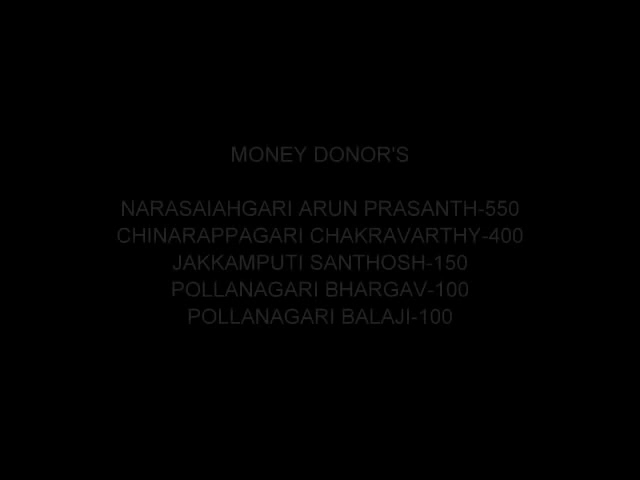 MONEY DONOR'S
NARASAIAHGARI ARUN PRASANTH-550
CHINARAPPAGARI CHAKRAVARTHY-400
JAKKAMPUTI SANTHOSH-150
POLLANAGARI BHARGAV-100
POLLANAGARI BALAJI-100